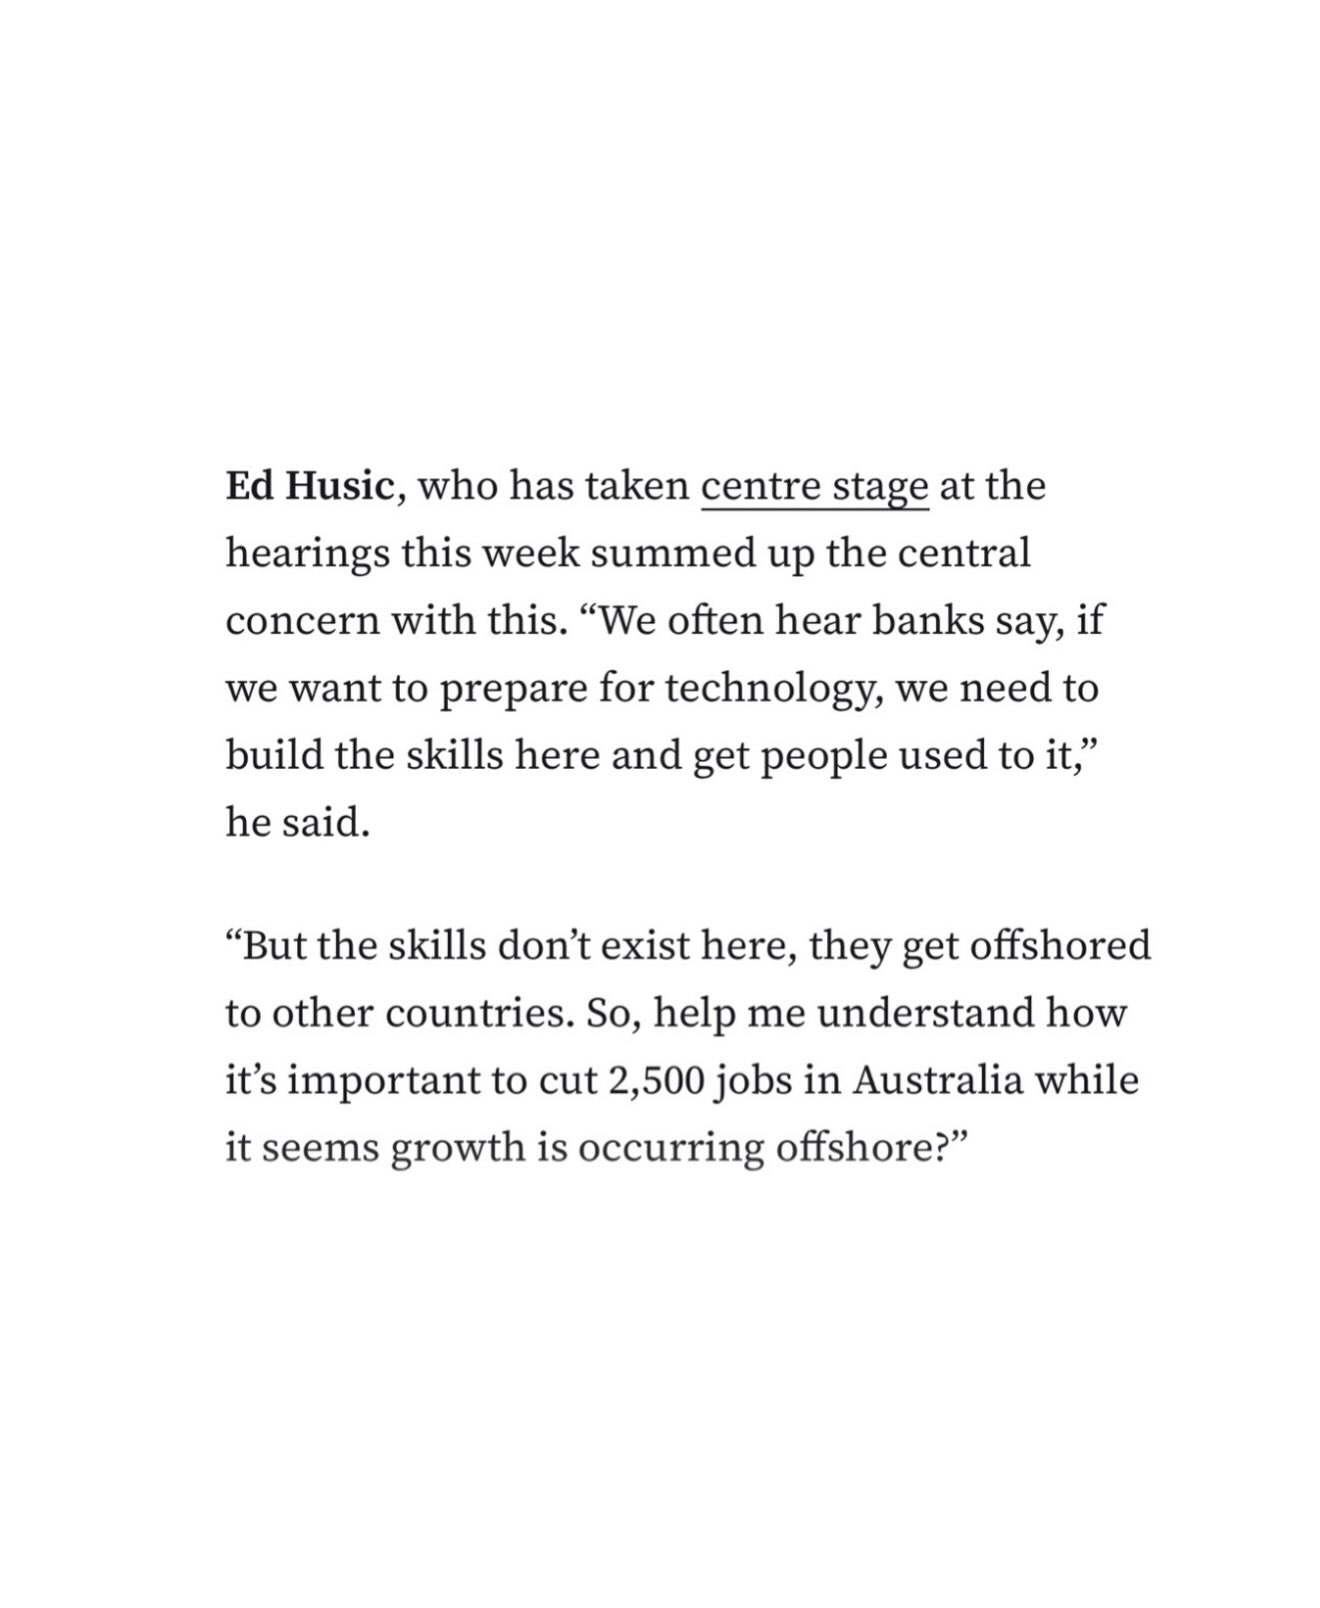 Ed Husic, who has taken centre stage at the
hearings this week summed up the central
concern with this. “We often hear banks say, if
we want to prepare for technology, we need to
build the skills here and get people used to it,”
he said.
“But the skills don’t exist here, they get offshored
to other countries. So, help me understand how
it’s important to cut 2,500 jobs in Australia while
it seems growth is occurring offshore?”